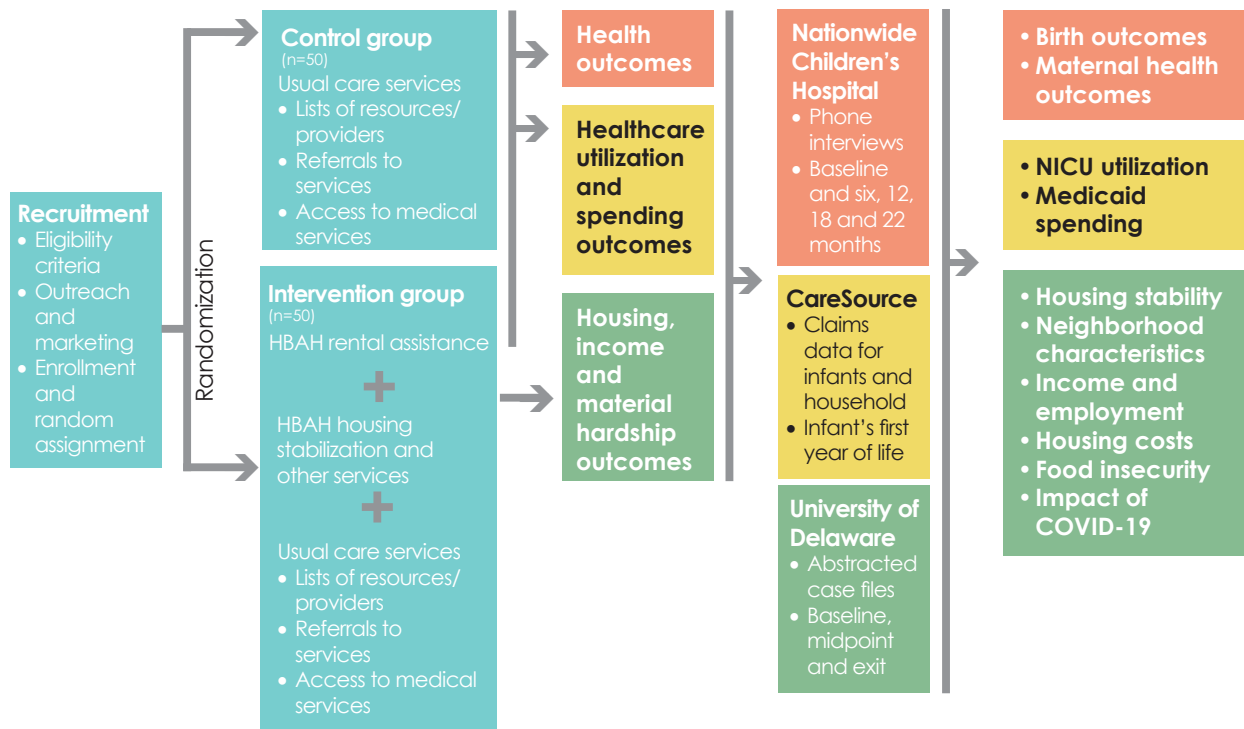 Recruitment
• Eligibility
criteria
• Outreach
and
marketing
• Enrollment
and
random
assignment
Randomization
Control group
(n=50)
Usual care services
• Lists of resources/
providers
• Referrals to
services
• Access to medical
services
Intervention group
(n=50)
HBAH rental assistance
+
HBAH housing
stabilization and
other services
+
Usual care services
• Lists of resources/
providers
• Referrals to
services
• Access to medical
services
Health
outcomes
Healthcare
utilization
and
spending
outcomes
Housing,
income
and
material
hardship
outcomes
Nationwide
Children’s
Hospital
• Phone
interviews
• Baseline
and six, 12,
18 and 22
months
CareSource
• Claims
data for
infants and
household
• Infant’s first
year of life
University of
Delaware
• Abstracted
case files
• Baseline,
midpoint
and exit
• Birth outcomes
• Maternal health
outcomes
• NICU utilization
• Medicaid
spending
• Housing stability
• Neighborhood
characteristics
• Income and
employment
• Housing costs
• Food insecurity
• Impact of
COVID-19